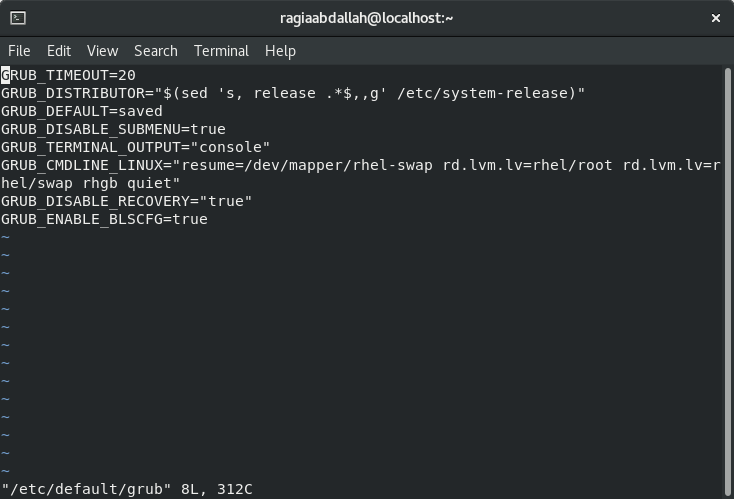 ragiaabdallah@localhost:~
File Edit View Search Terminal Help
GRUB_TIMEOUT=20
GRUB_DISTRIBUTOR="$(sed 's, release .*$,,g' /etc/system-release)"
GRUB_DEFAULT=saved
GRUB_DISABLE_SUBMENU=true
GRUB_TERMINAL_OUTPUT="console"
GRUB_CMDLINE_LINUX="resume=/dev/mapper/rhel-swap rd.lvm.lv=rhel/root rd.lvm.lv=r
hel/swap rhgb quiet"
GRUB_DISABLE_RECOVERY="true"
GRUB_ENABLE_BLSCFG=true
~
~
~
~
~
~
~
~
~
~
~
~
~
~
"/etc/default/grub" 8L, 312C